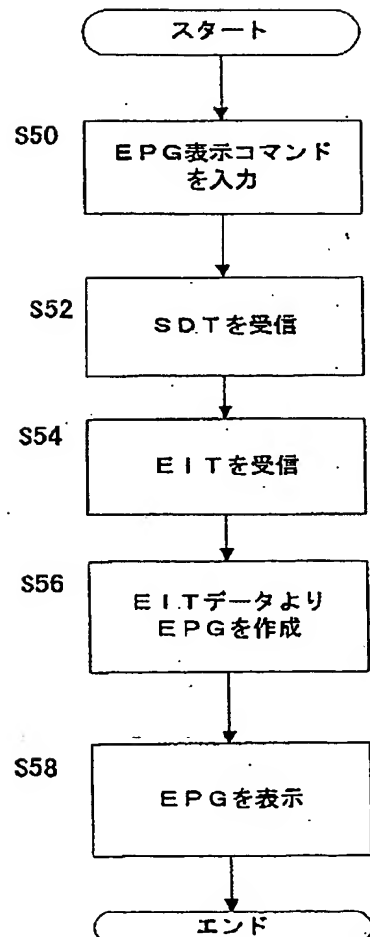 スタート
S50
EPG表示コマンド
を入力
S52
SDTを受信
S54
EITを受信
S56
EITデータより
EPGを作成
S58
EPGを表示
エンド